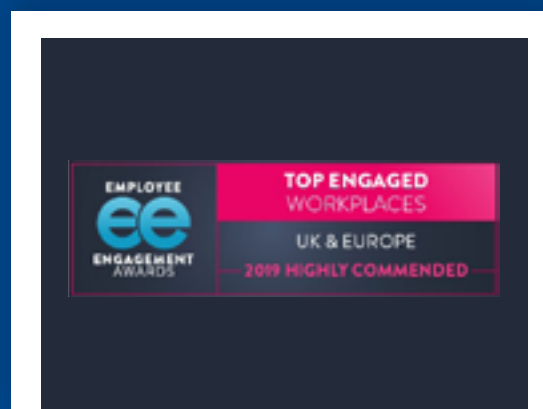 EMPLOYEE
ee
ENGAGEMENT
AWARDS
TOP ENGAGED
WORKPLACES
UK & EUROPE
2019 HIGHLY COMMENDED